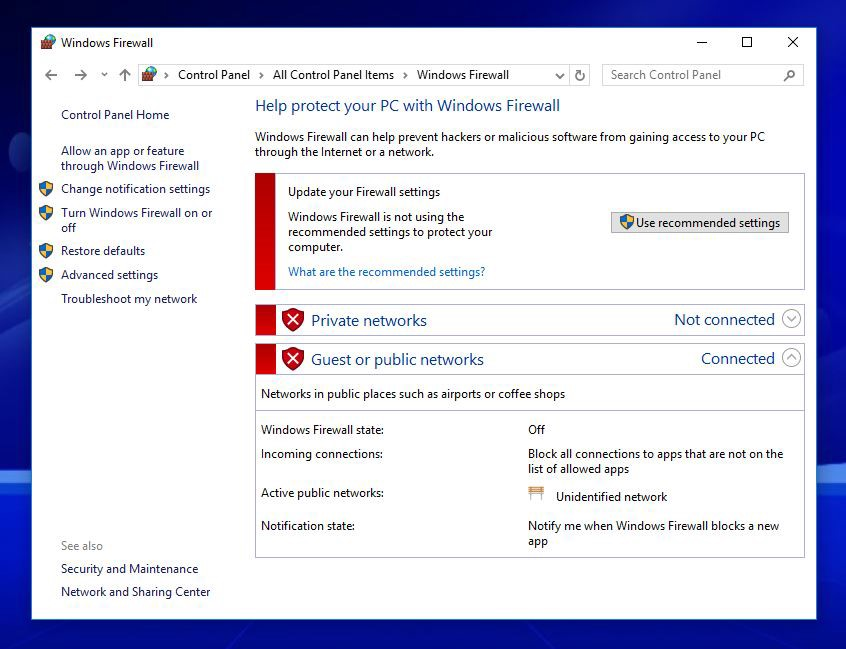 Windows Firewall
Control Panel > All Control Panel Items > Windows Firewall
Search Control Panel
Control Panel Home
Allow an app or feature
through Windows Firewall
Change notification settings
Turn Windows Firewall on or
off
Restore defaults
Advanced settings
Troubleshoot my network
See also
Security and Maintenance
Network and Sharing Center
Help protect your PC with Windows Firewall
Windows Firewall can help prevent hackers or malicious software from gaining access to your PC
through the Internet or a network.
Update your Firewall settings
Windows Firewall is not using the
recommended settings to protect your
computer.
What are the recommended settings?
Use recommended settings
Private networks Not connected
Guest or public networks Connected
Networks in public places such as airports or coffee shops
Windows Firewall state: Off
Incoming connections: Block all connections to apps that are not on the
list of allowed apps
Active public networks: Unidentified network
Notification state: Notify me when Windows Firewall blocks a new
app